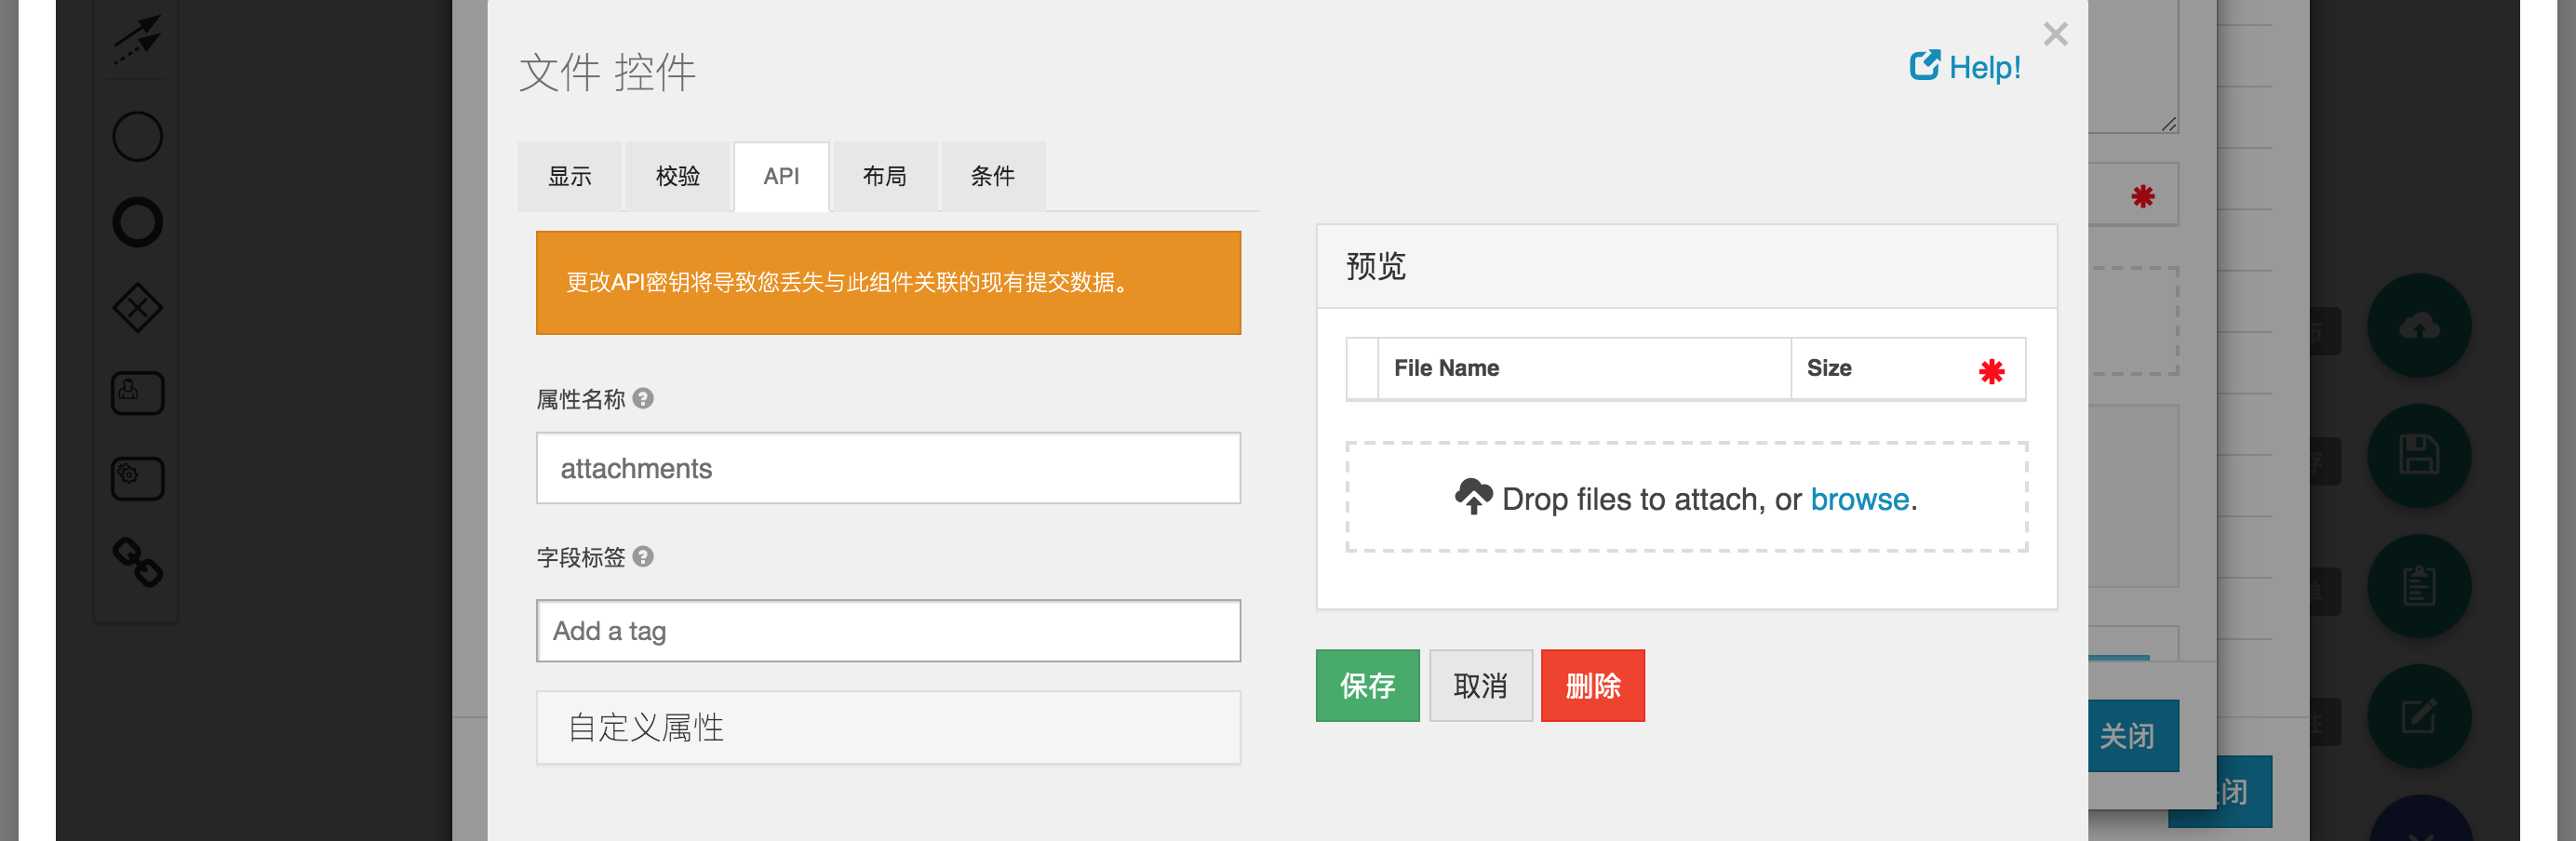 文件 控件
Help!
显示
校验
API
布局
条件
更改API密钥将导致您丢失与此组件关联的现有提交数据。
属性名称
attachments
字段标签
Add a tag
自定义属性
预览
File Name
Size
Drop files to attach, or browse.
保存
取消
删除
关闭
闭